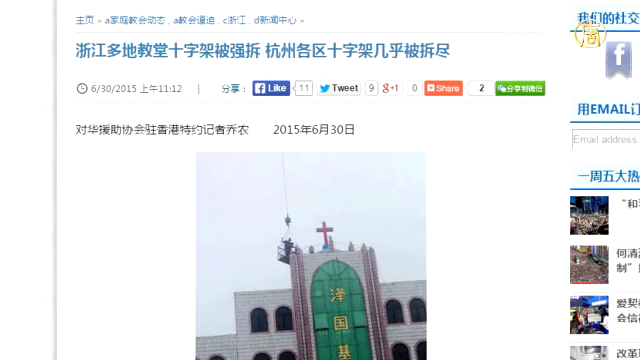 主页 » a家庭教会动态 , a教会逼迫 , c浙江 , d新闻中心 »
浙江多地教堂十字架被强拆 杭州各区十字架几乎被拆尽
6/30/2015 上午11:12 | 分享：
Like 11 Tweet 9 g+1 0 Share 2 分享到微信
对华援助协会驻香港特约记者乔农 2015年6月30日
泽国基
我们的社交
用EMAIL订
Email address
一周五大热
“和
何清
制”
爱契
会信
改革